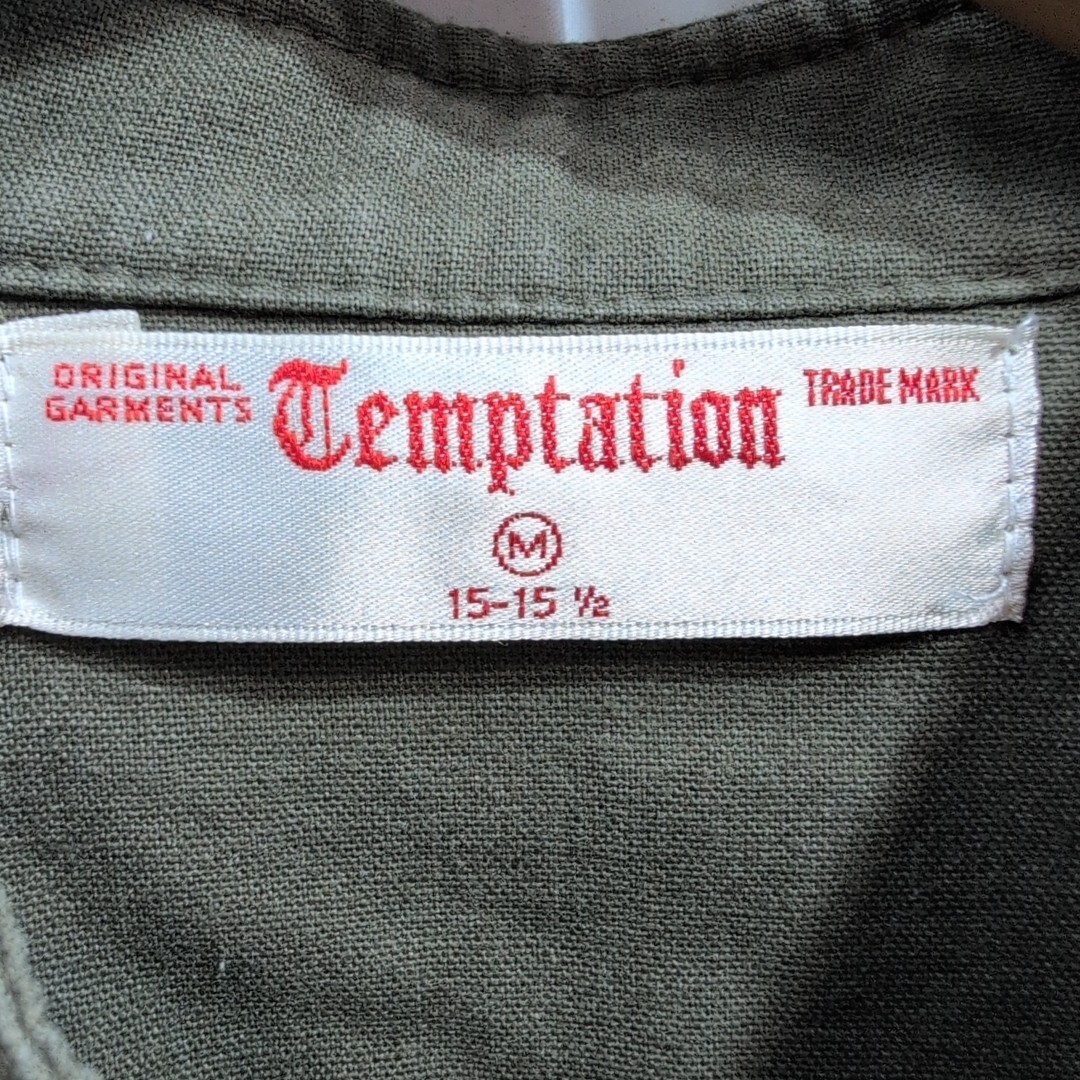 ORIGINAL
GARMENTS
Temptation
TRADE MARK
M
15-15 ½